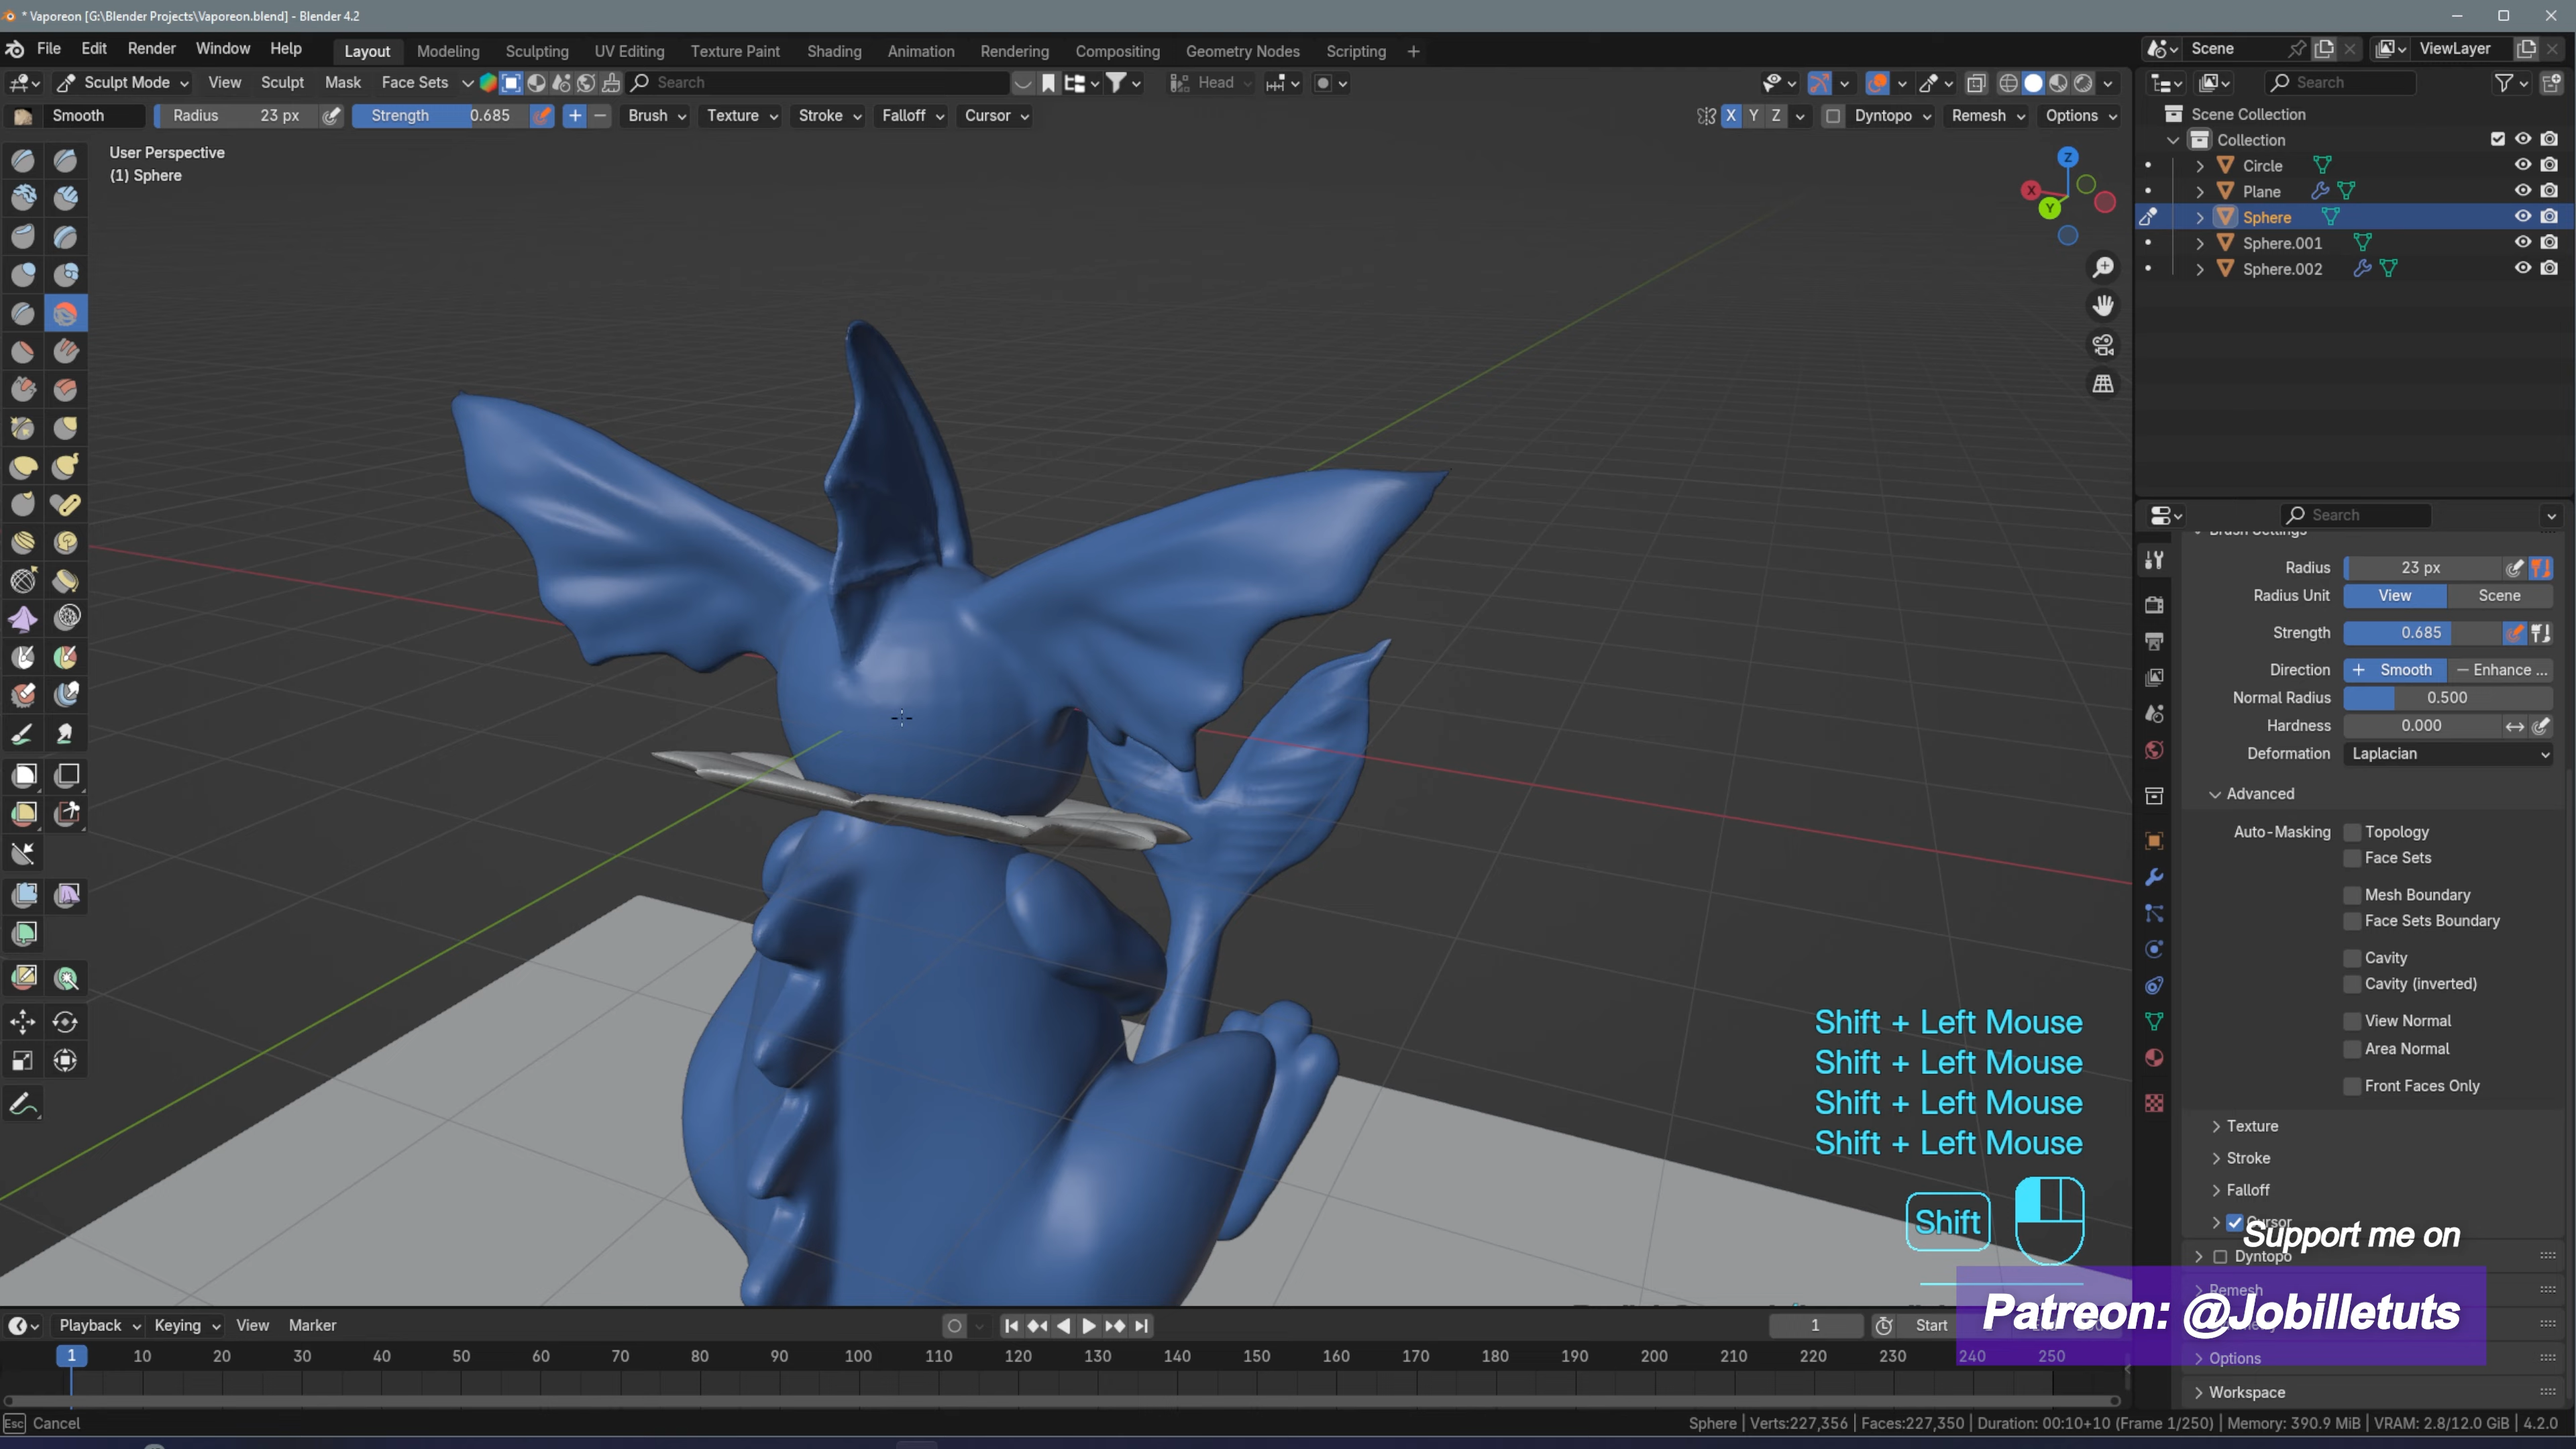 * Vaporeon [G:\Blender Projects\Vaporeon.blend] - Blender 4.2
File Edit Render Window Help Layout Modeling Sculpting UV Editing Texture Paint Shading Animation Rendering Compositing Geometry Nodes Scripting + Scene ViewLayer
Sculpt Mode View Sculpt Mask Face Sets Search Head Search
Smooth Radius 23 px Strength 0.685 Brush Texture Stroke Falloff Cursor X Y Z Dyntopo Remesh Options
User Perspective
(1) Sphere
Z
X
Y
Scene Collection
Collection
Circle
Plane
Sphere
Sphere.001
Sphere.002
Search
Brush Settings
Radius 23 px
Radius Unit View Scene
Strength 0.685
Direction + Smooth − Enhance ...
Normal Radius 0.500
Hardness 0.000
Deformation Laplacian
Advanced
Auto-Masking Topology
Face Sets
Mesh Boundary
Face Sets Boundary
Cavity
Cavity (inverted)
View Normal
Area Normal
Front Faces Only
Texture
Stroke
Falloff
Cursor
Dyntopo
Remesh
Options
Workspace
Shift + Left Mouse
Shift + Left Mouse
Shift + Left Mouse
Shift + Left Mouse
Shift
Support me on
Patreon: @Jobilletuts
Playback Keying View Marker 1 Start
1 10 20 30 40 50 60 70 80 90 100 110 120 130 140 150 160 170 180 190 200 210 220 230 240 250
Esc Cancel
Sphere | Verts:227,356 | Faces:227,350 | Duration: 00:10+10 (Frame 1/250) | Memory: 390.9 MiB | VRAM: 2.8/12.0 GiB | 4.2.0